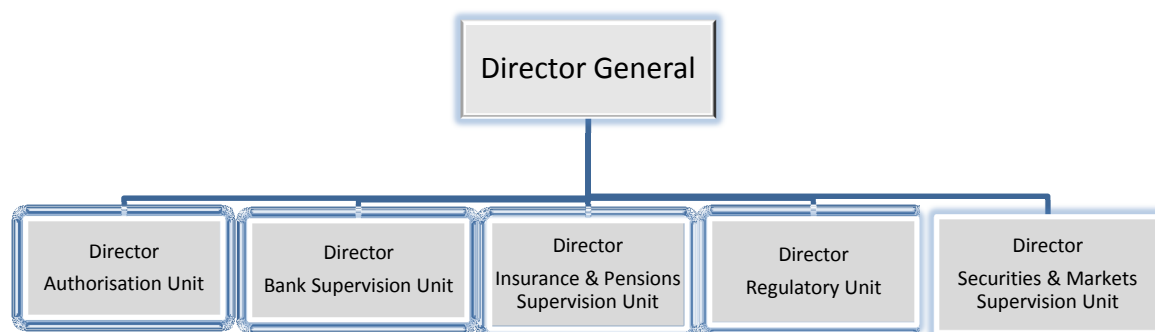 Director General
Director
Authorisation Unit
Director
Bank Supervision Unit
Director
Insurance & Pensions
Supervision Unit
Director
Regulatory Unit
Director
Securities & Markets
Supervision Unit